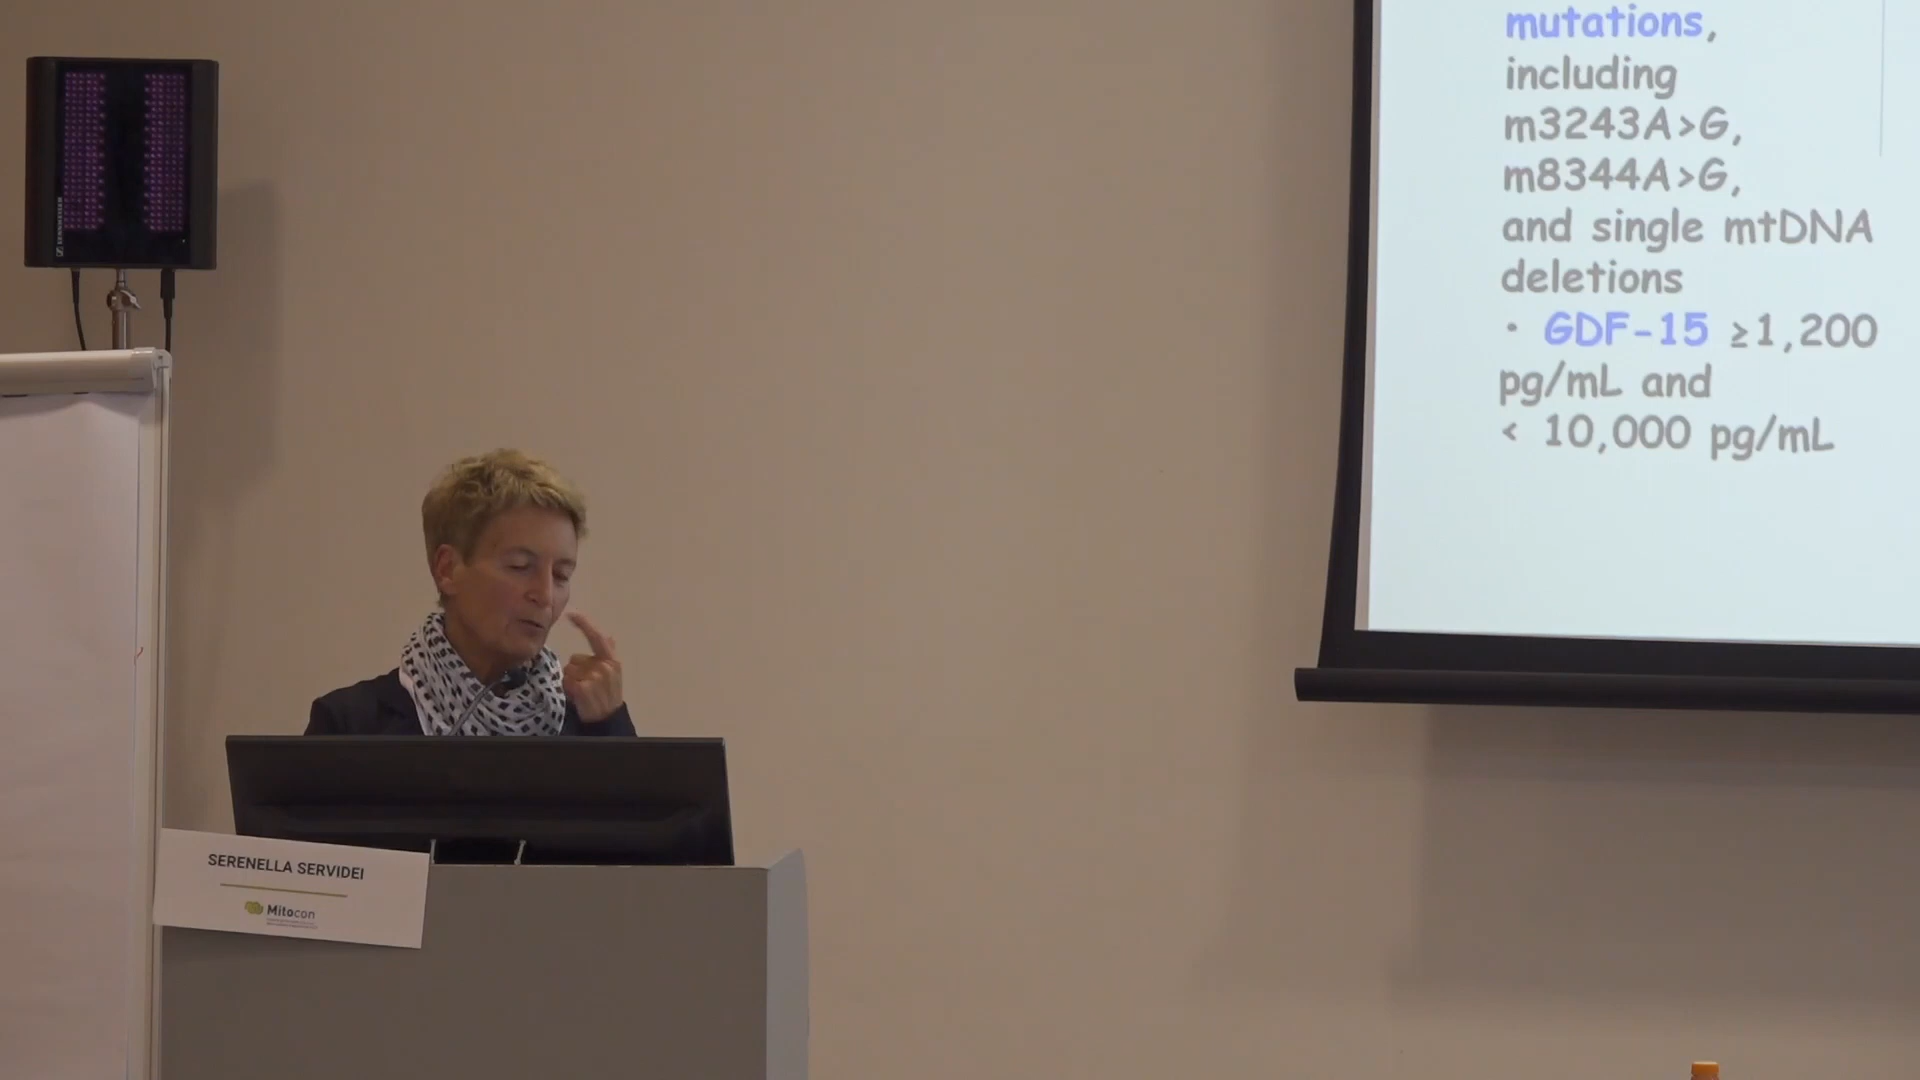 mutations,
including
m3243A>G,
m8344A>G,
and single mtDNA
deletions
• GDF-15 ≥1,200
pg/mL and
< 10,000 pg/mL
SENNHEISER
SERENELLA SERVIDEI
Mitocon